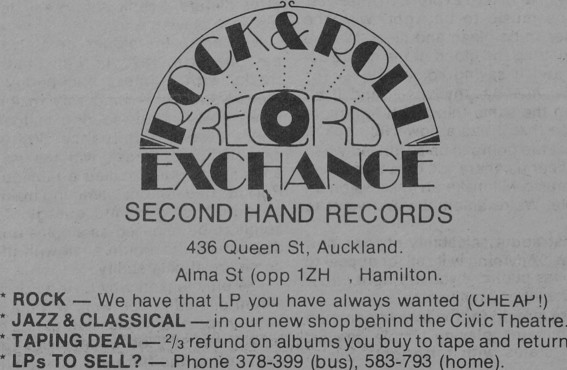 ROCK & ROLL
RECORD
EXCHANGE
SECOND HAND RECORDS
436 Queen St, Auckland.
Alma St (opp 1ZH , Hamilton.
* ROCK — We have that LP you have always wanted (CHEAP!)
* JAZZ & CLASSICAL — in our new shop behind the Civic Theatre.
* TAPING DEAL — 2/3 refund on albums you buy to tape and return
* LPs TO SELL? — Phone 378-399 (bus), 583-793 (home).